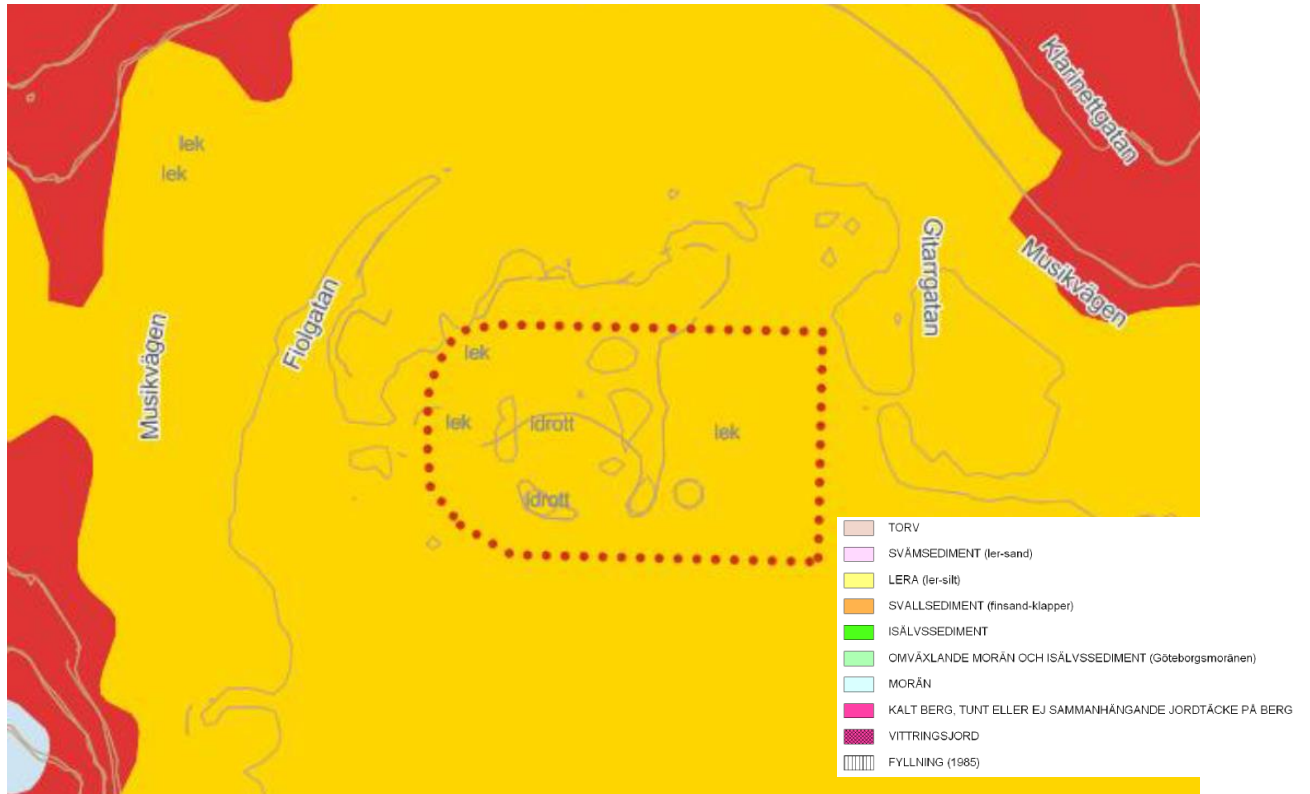 Klarinettgatan
lek
lek
Gitarrgatan
Musikvägen
Fiolgatan
Musikvägen
lek
lek
Idrott
lek
Idrott
TORV
SVÄMSEDIMENT (ler-sand)
LERA (ler-silt)
SVALLSEDIMENT (finsand-klapper)
ISÄLVSSEDIMENT
OMVÄXLANDE MORÄN OCH ISÄLVSSEDIMENT (Göteborgsmoränen)
MORÄN
KALT BERG, TUNT ELLER EJ SAMMANHÄNGANDE JORDTÄCKE PÅ BERG
VITTRINGSJORD
FYLLNING (1985)